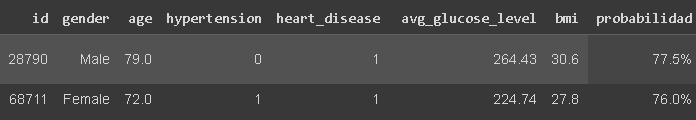 id gender age hypertension heart_disease avg_glucose_level bmi probabilidad
28790 Male 79.0 0 1 264.43 30.6 77.5%
68711 Female 72.0 1 1 224.74 27.8 76.0%